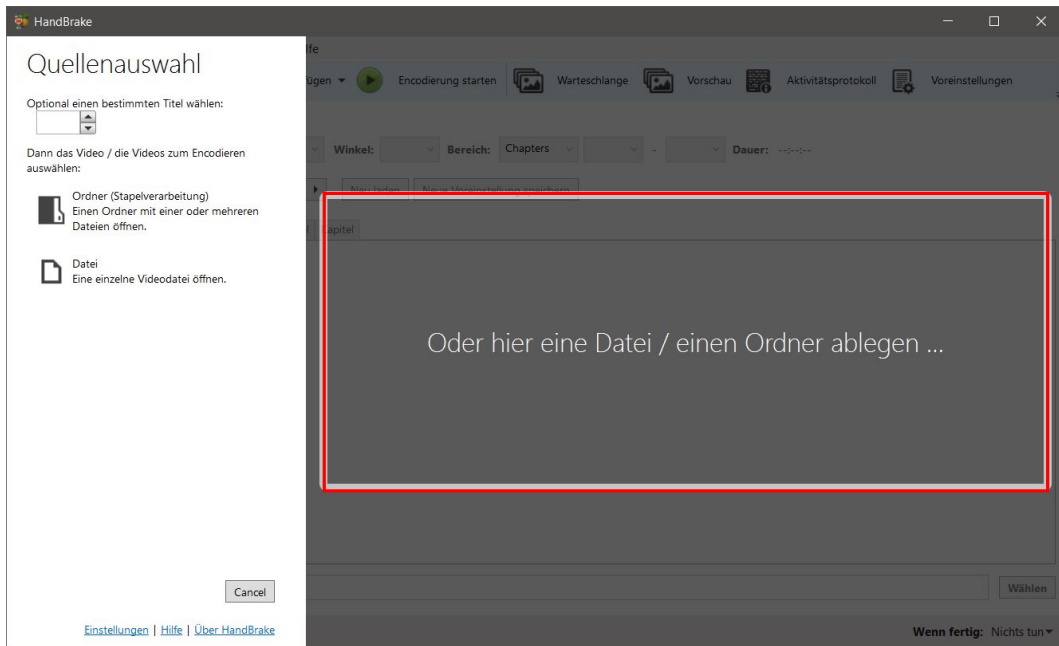 HandBrake
Quellenauswahl
Optional einen bestimmten Titel wählen:
Dann das Video / die Videos zum Encodieren
auswählen:
Ordner (Stapelverarbeitung)
Einen Ordner mit einer oder mehreren
Dateien öffnen.
Datei
Eine einzelne Videodatei öffnen.
Cancel
Einstellungen | Hilfe | Über HandBrake
lfe
ügen Encodierung starten Warteschlange Vorschau Aktivitätsprotokoll Voreinstellungen
Winkel: Bereich: Chapters - Dauer: --:--:--
Neu laden Neue Voreinstellung speichern
Kapitel
Oder hier eine Datei / einen Ordner ablegen ...
Wählen
Wenn fertig: Nichts tun